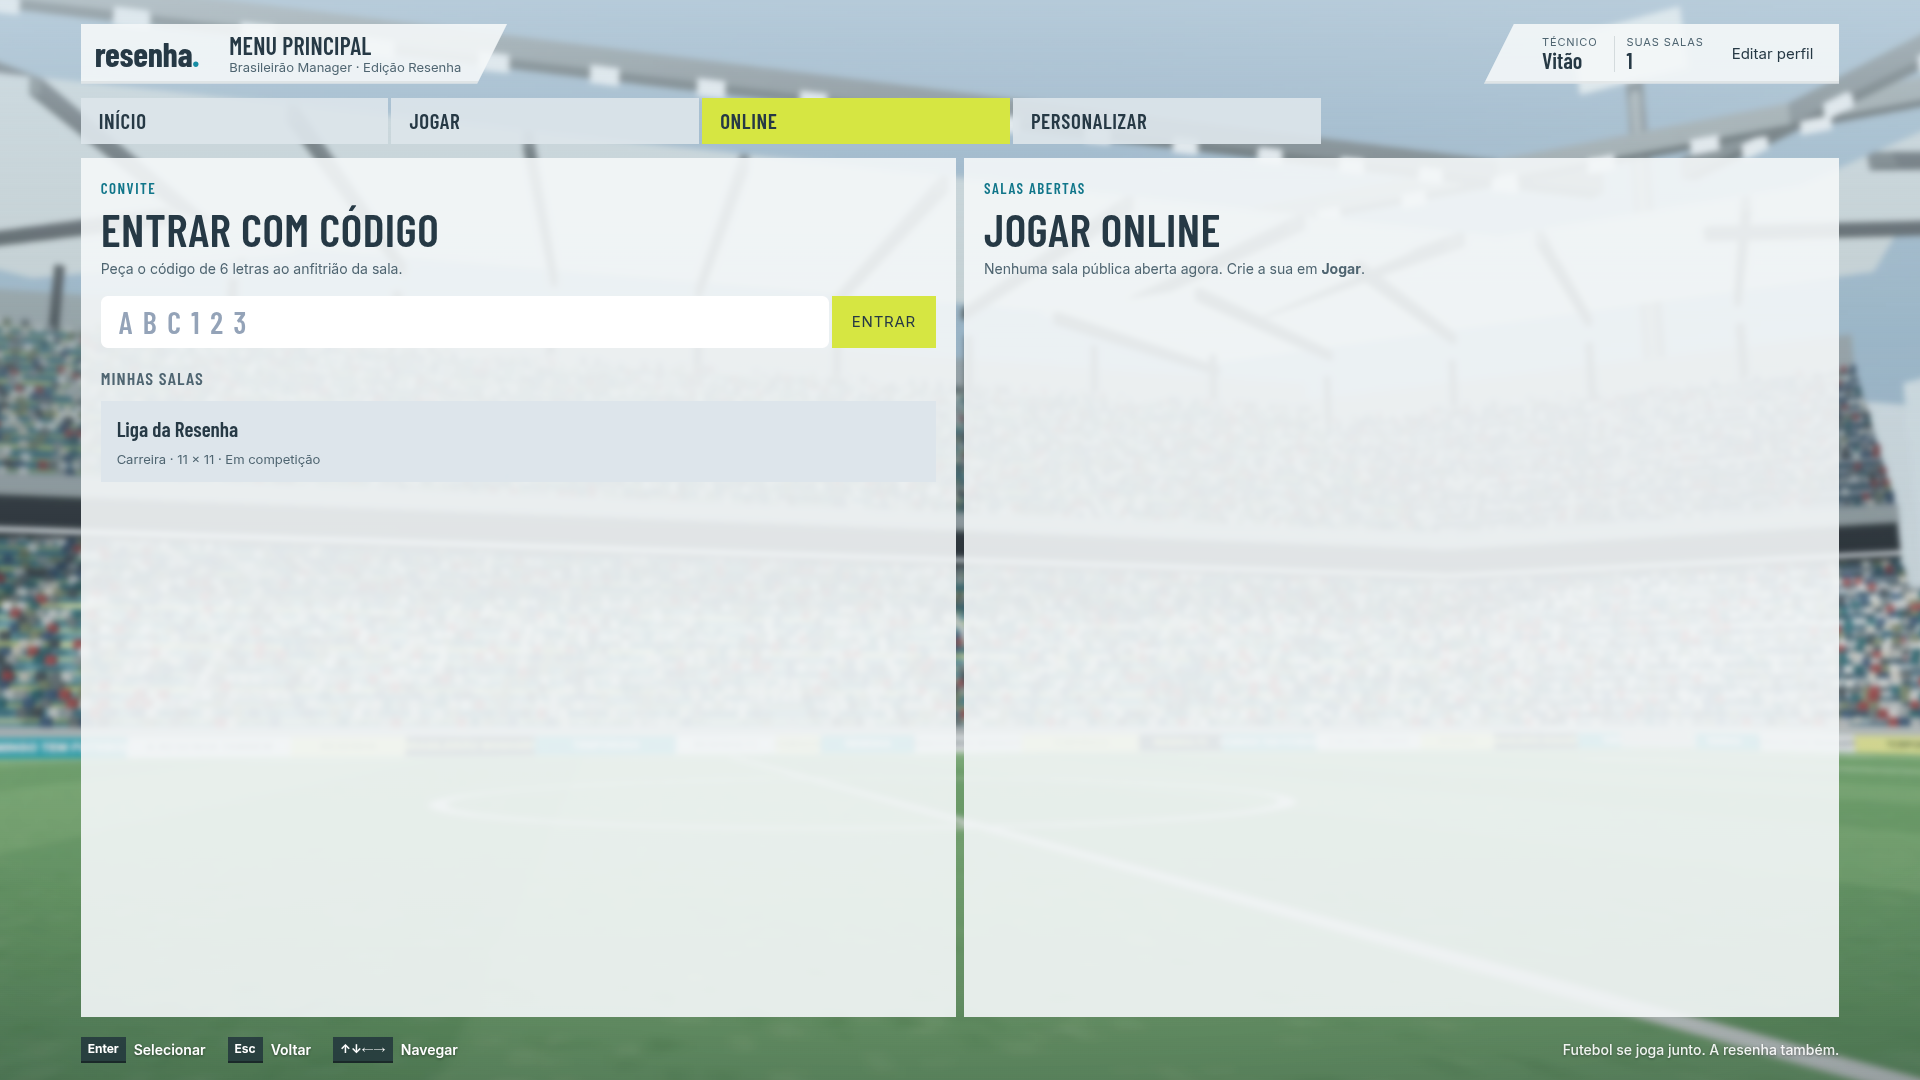 resenha.
MENU PRINCIPAL
Brasileirão Manager · Edição Resenha
TÉCNICO
Vitão
SUAS SALAS
1
Editar perfil
INÍCIO
JOGAR
ONLINE
PERSONALIZAR
CONVITE
ENTRAR COM CÓDIGO
Peça o código de 6 letras ao anfitrião da sala.
ABC123
ENTRAR
MINHAS SALAS
Liga da Resenha
Carreira · 11 × 11 · Em competição
SALAS ABERTAS
JOGAR ONLINE
Nenhuma sala pública aberta agora. Crie a sua em Jogar.
Enter Selecionar
Esc Voltar
↑↓←→ Navegar
Futebol se joga junto. A resenha também.